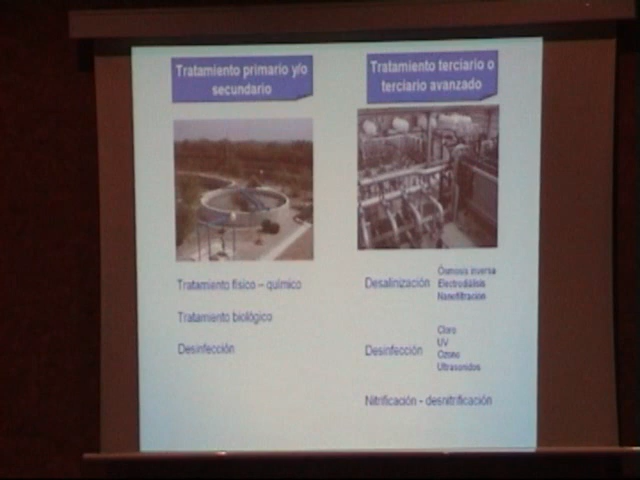 Tratamiento primario y/o
secundario
Tratamiento físico – químico
Tratamiento biológico
Desinfección
Tratamiento terciario o
terciario avanzado
Desalinización
Ósmosis inversa
Electrodiálisis
Nanofiltración
Desinfección
Cloro
UV
Ozono
Ultrasonidos
Nitrificación - desnitrificación